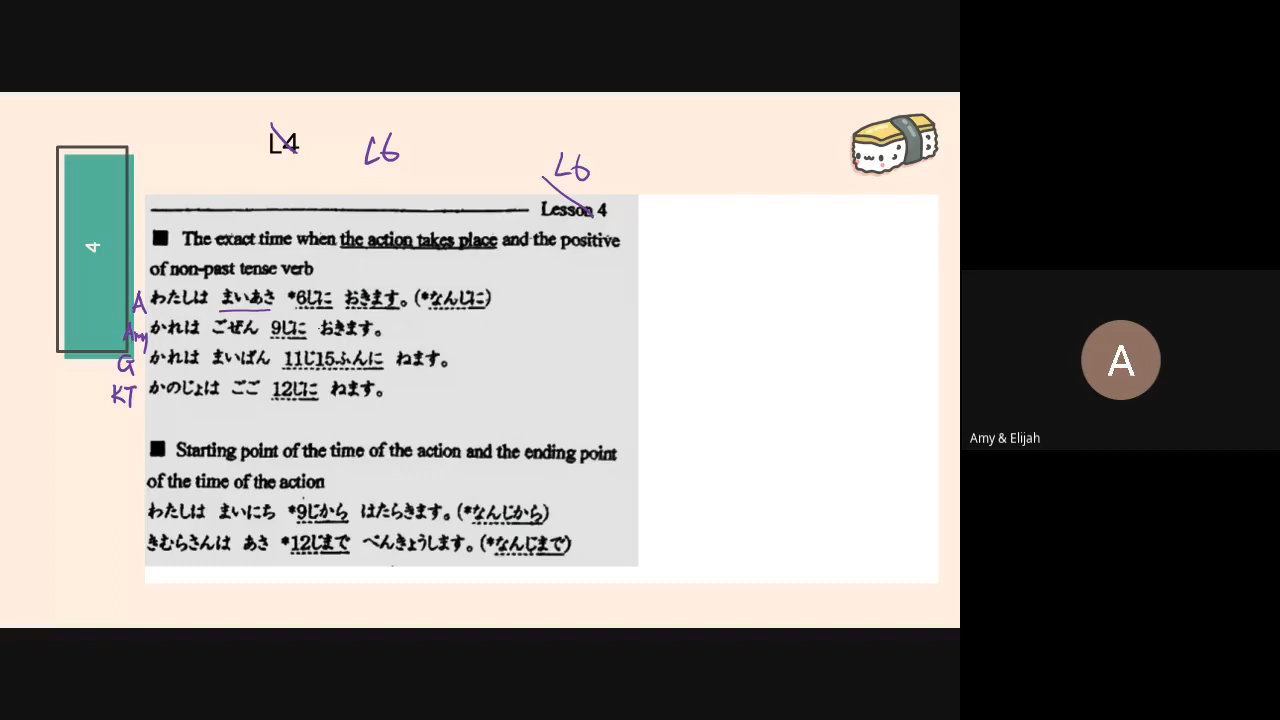 L4 L6
L6
Lesson 4
4
■ The exact time when the action takes place and the positive
of non-past tense verb
A わたしは まいあさ *6じに おきます。(*なんじに)
Amy かれは ごぜん 9じに おきます。
G かれは まいばん 11じ15ふんに ねます。
KT かのじょは ごご 12じに ねます。
■ Starting point of the time of the action and the ending point
of the time of the action
わたしは まいにち *9じから はたらきます。(*なんじから)
きむらさんは あさ *12じまで べんきょうします。(*なんじまで)
A
Amy & Elijah